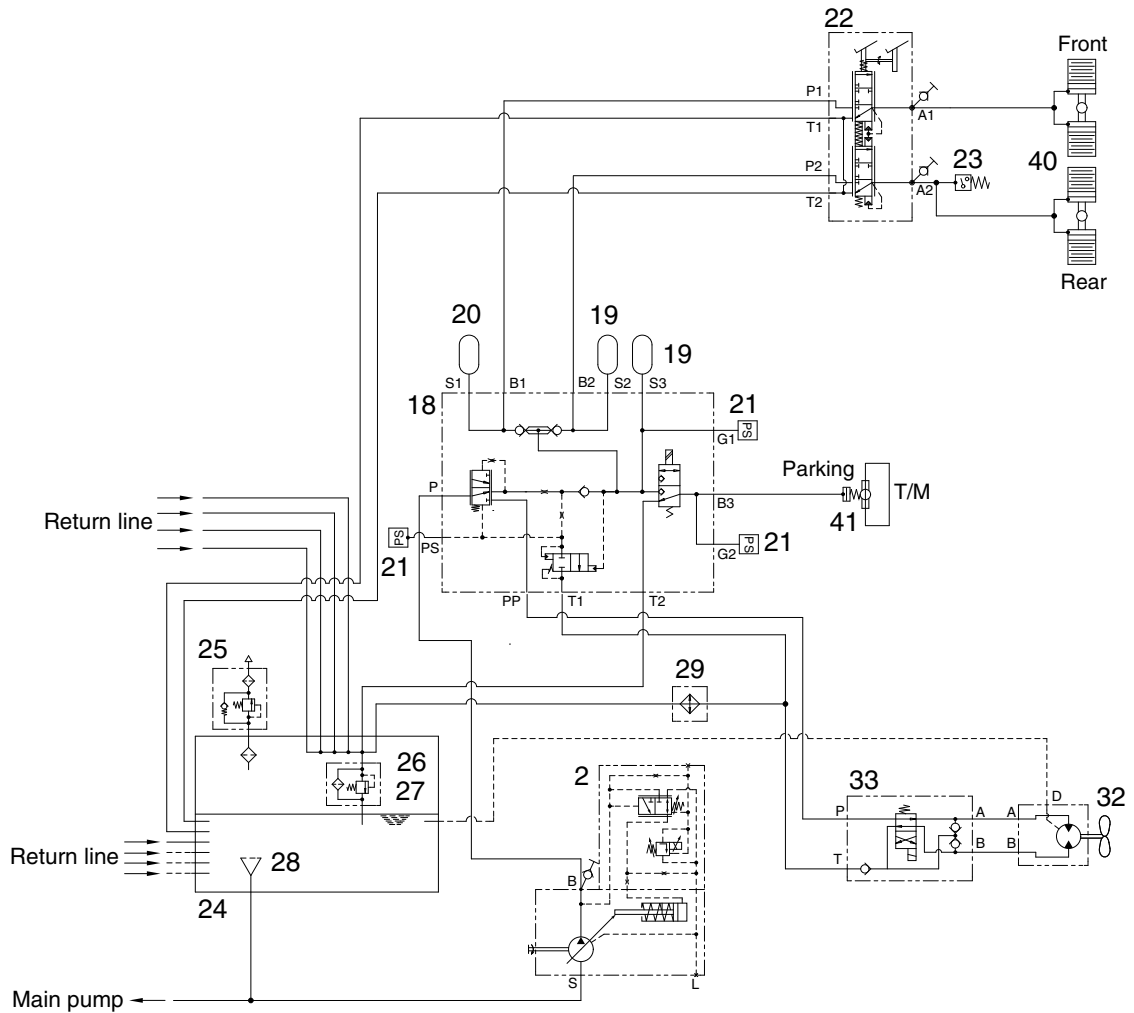 22
Front
P1
T1
A1
P2
23
40
T2
A2
Rear
20
19
19
S1
B1
B2
S2
S3
18
21
PS
G1
Parking
P
T/M
B3
Return line
41
PS
PS
21
PS
21
G2
PP
T1
T2
25
29
26
27
2
33
D
32
P
A
A
B
B
T
Return line
28
B
24
S
L
Main pump